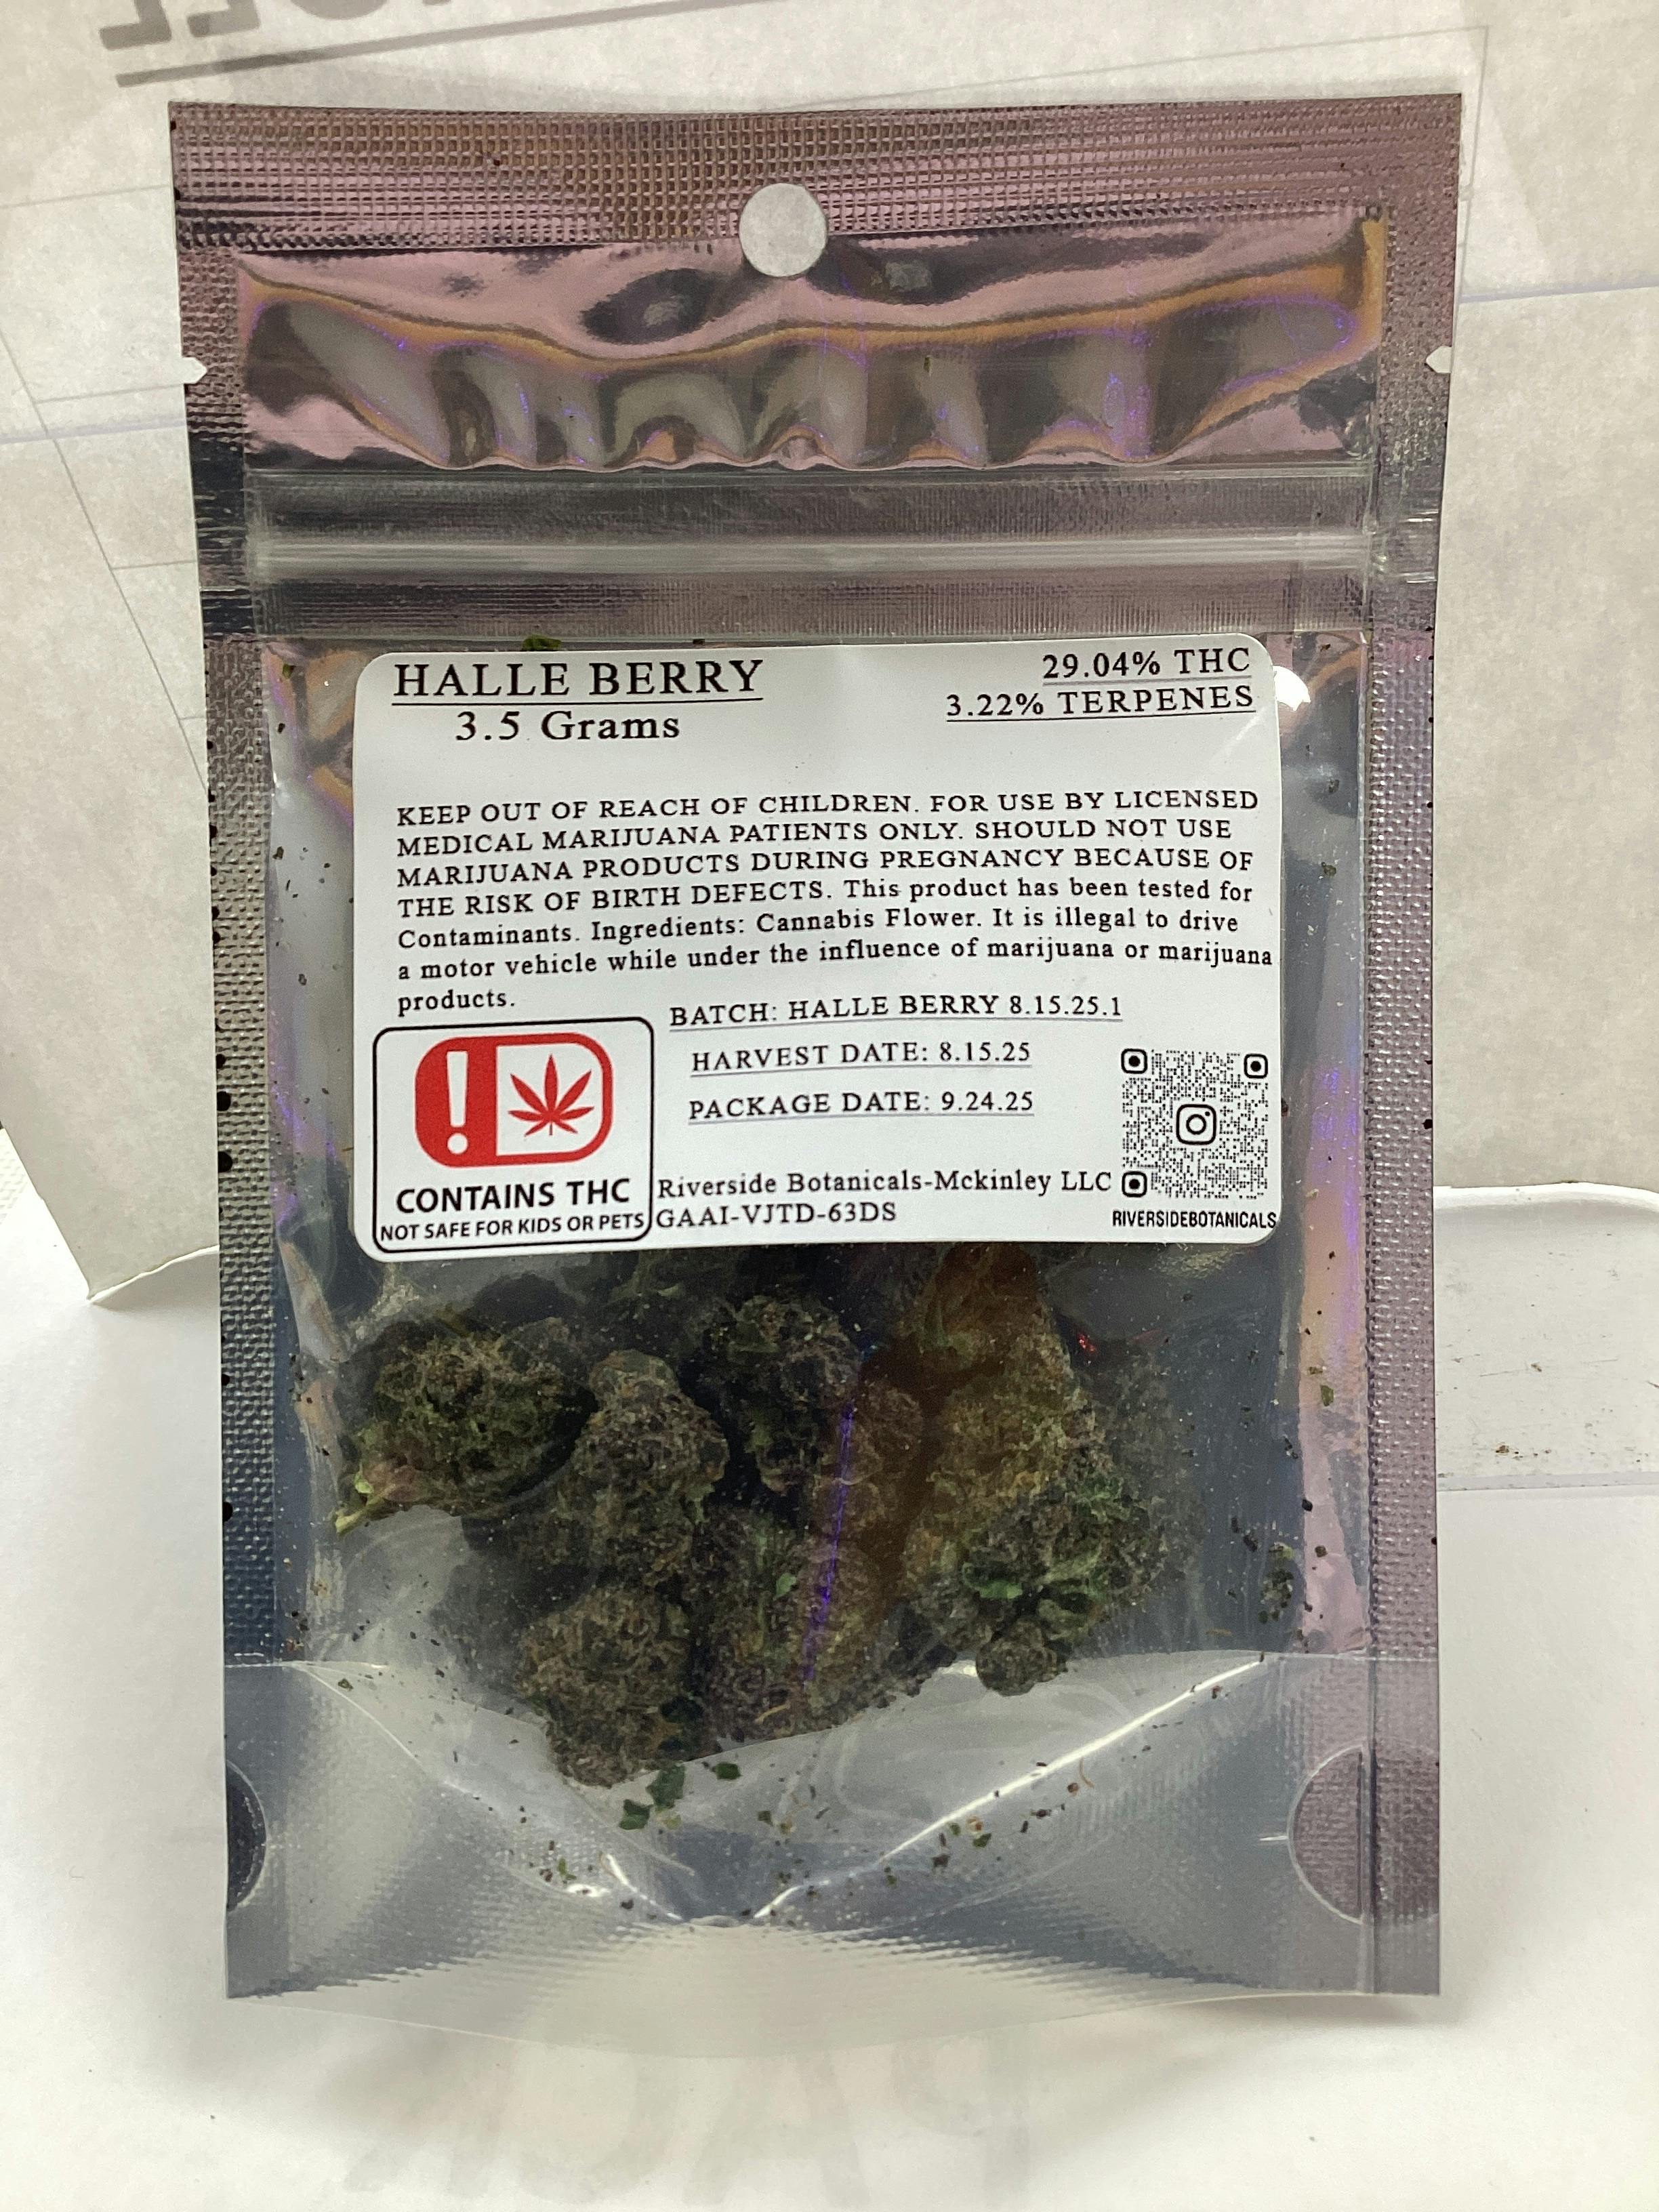 HALLE BERRY
3.5 Grams
29.04% THC
3.22% TERPENES
KEEP OUT OF REACH OF CHILDREN. FOR USE BY LICENSED
MEDICAL MARIJUANA PATIENTS ONLY. SHOULD NOT USE
MARIJUANA PRODUCTS DURING PREGNANCY BECAUSE OF
THE RISK OF BIRTH DEFECTS. This product has been tested for
Contaminants. Ingredients: Cannabis Flower. It is illegal to drive
a motor vehicle while under the influence of marijuana or marijuana
products.
BATCH: HALLE BERRY 8.15.25.1
HARVEST DATE: 8.15.25
PACKAGE DATE: 9.24.25
!
CONTAINS THC
NOT SAFE FOR KIDS OR PETS
Riverside Botanicals-Mckinley LLC
GAAI-VJTD-63DS
RIVERSIDEBOTANICALS